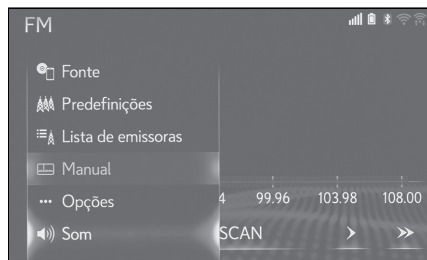 FM
Fonte
Predefinições
Lista de emissoras
Manual
Opções
4 99.96 103.98 108.00
Som
SCAN